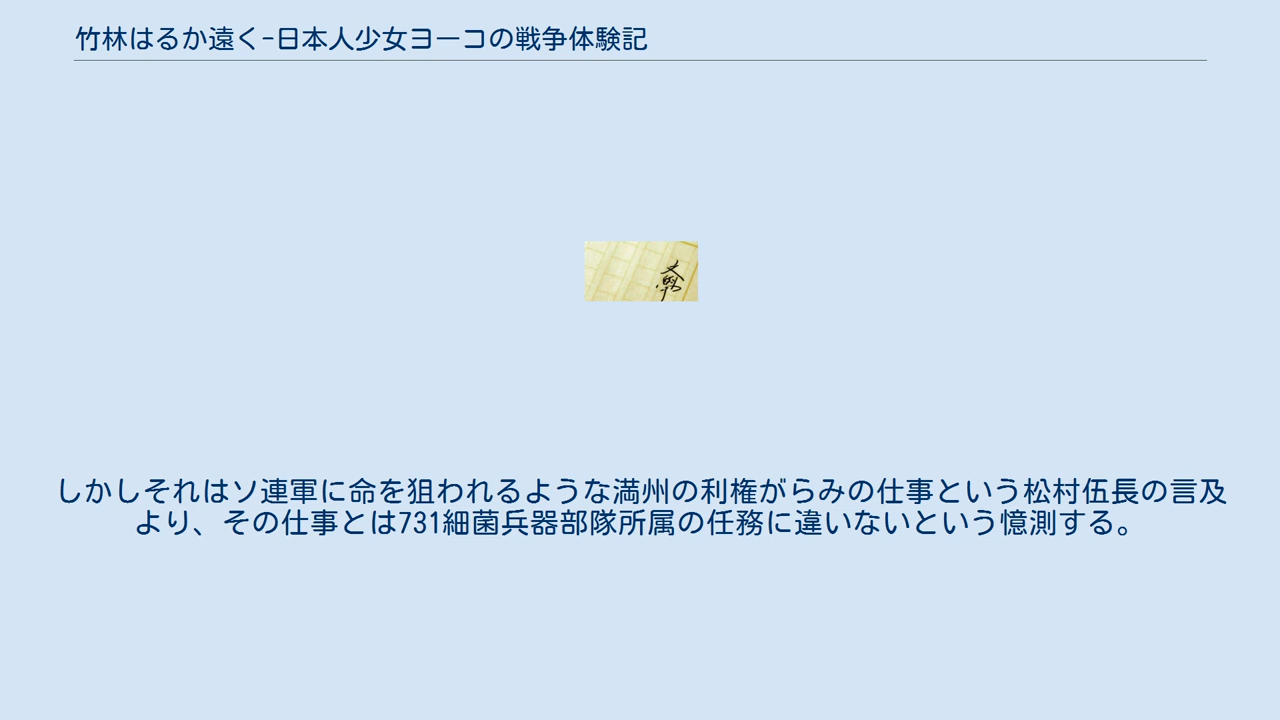 竹林はるか遠く-日本人少女ヨーコの戦争体験記
しかしそれはソ連軍に命を狙われるような満州の利権がらみの仕事という松村伍長の言及
より、その仕事とは731細菌兵器部隊所属の任務に違いないという憶測する。